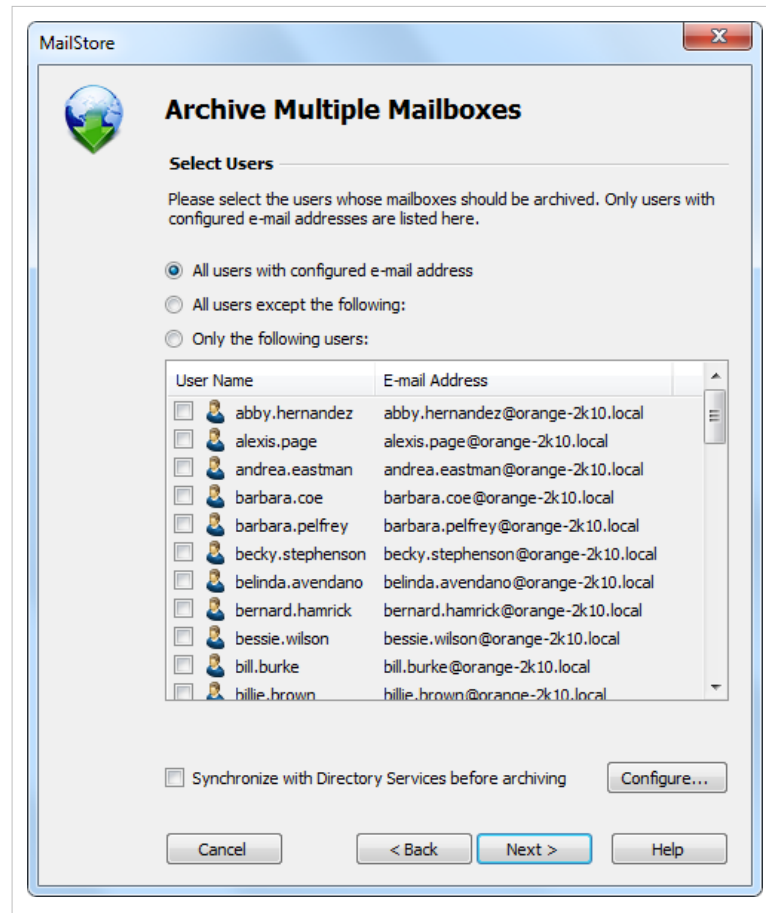 MailStore
Archive Multiple Mailboxes
Select Users
Please select the users whose mailboxes should be archived. Only users with
configured e-mail addresses are listed here.
All users with configured e-mail address
All users except the following:
Only the following users:
User Name E-mail Address
abby.hernandez abby.hernandez@orange-2k10.local
alexis.page alexis.page@orange-2k10.local
andrea.eastman andrea.eastman@orange-2k10.local
barbara.coe barbara.coe@orange-2k10.local
barbara.pelfrey barbara.pelfrey@orange-2k10.local
becky.stephenson becky.stephenson@orange-2k10.local
belinda.avendano belinda.avendano@orange-2k10.local
bernard.hamrick bernard.hamrick@orange-2k10.local
bessie.wilson bessie.wilson@orange-2k10.local
bill.burke bill.burke@orange-2k10.local
billie.brown billie.brown@orange-2k10.local
Synchronize with Directory Services before archiving Configure...
Cancel < Back Next > Help